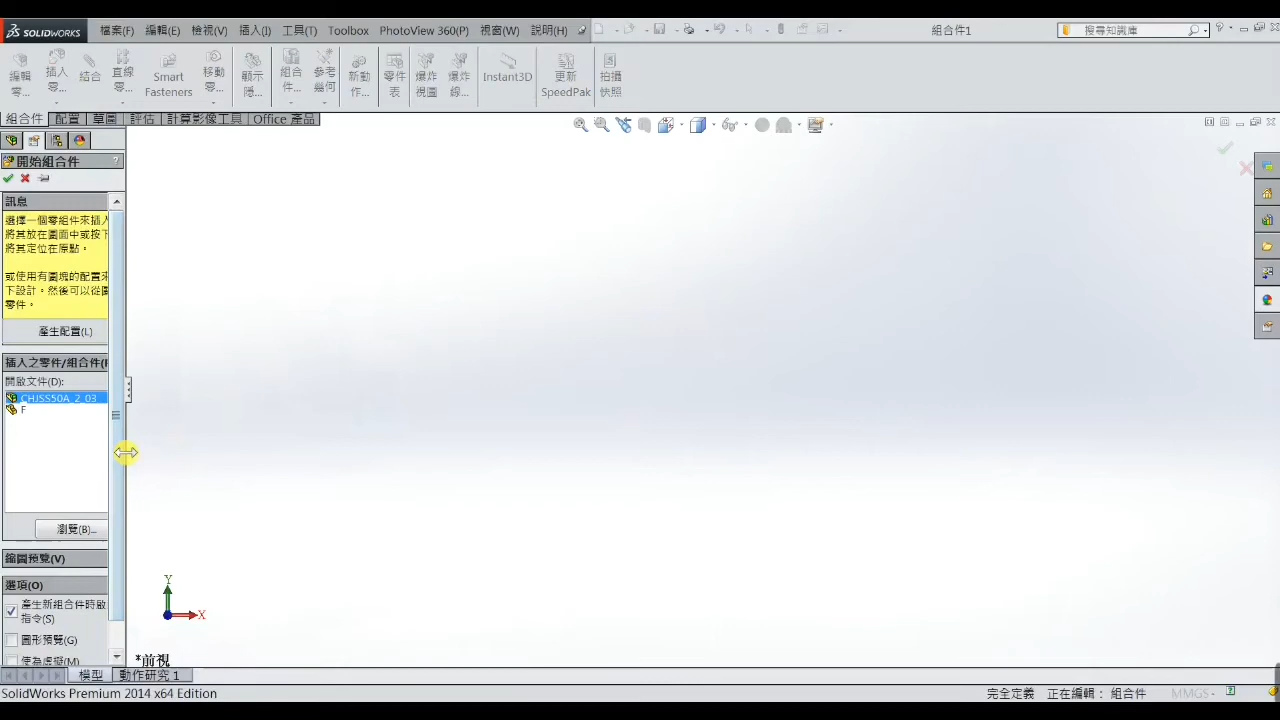 SOLIDWORKS 檔案(F) 編輯(E) 檢視(V) 插入(I) 工具(T) Toolbox PhotoView 360(P) 視窗(W) 說明(H) 組合件1 搜尋知識庫
編輯零... 插入零... 結合 直線零... Smart Fasteners 移動零... 顯示隱... 組合件... 參考幾何 新動作... 零件表 爆炸視圖 爆炸線... Instant3D 更新 SpeedPak 拍攝快照
組合件 配置 草圖 評估 計算影像工具 Office 產品
開始組合件 ?
訊息
選擇一個零組件來插入
將其放在圖面中或按下
將其定位在原點。
或使用有圖塊的配置來
下設計。然後可以從圖
零件。
產生配置(L)
插入之零件/組合件(P
開啟文件(D):
CHJSS50A_2_03
F
瀏覽(B)...
縮圖預覽(V)
選項(O)
產生新組合件時啟
指令(S)
圖形預覽(G)
使為虛擬(M)
Y
X
*前視
模型 動作研究 1
SolidWorks Premium 2014 x64 Edition 完全定義 正在編輯： 組合件 MMGS